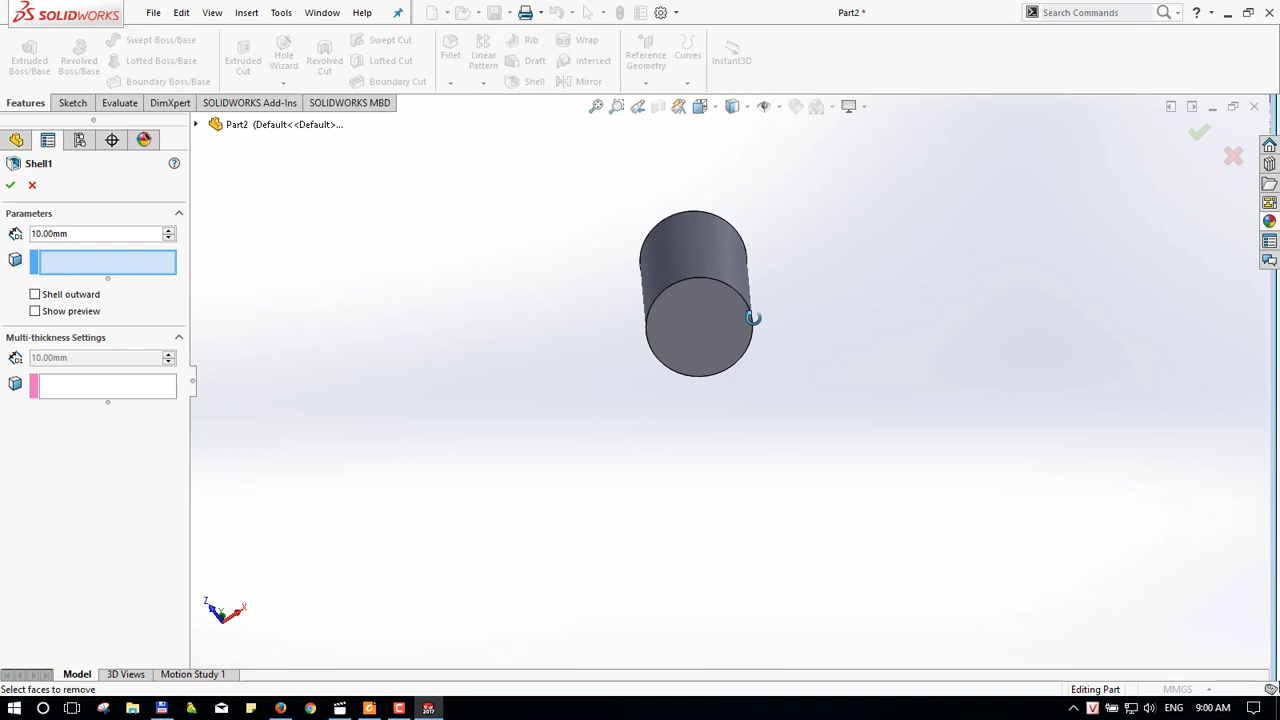 SOLIDWORKS File Edit View Insert Tools Window Help Part2 * Search Commands
Extruded Boss/Base
Revolved Boss/Base
Swept Boss/Base
Lofted Boss/Base
Boundary Boss/Base
Extruded Cut
Hole Wizard
Revolved Cut
Swept Cut
Lofted Cut
Boundary Cut
Fillet
Linear Pattern
Rib
Draft
Shell
Wrap
Intersect
Mirror
Reference Geometry
Curves
Instant3D
Features Sketch Evaluate DimXpert SOLIDWORKS Add-Ins SOLIDWORKS MBD
Part2 (Default<<Default>...
Shell1
Parameters
10.00mm
Shell outward
Show preview
Multi-thickness Settings
10.00mm
Z X
Model 3D Views Motion Study 1
Select faces to remove Editing Part MMGS
ENG 9:00 AM